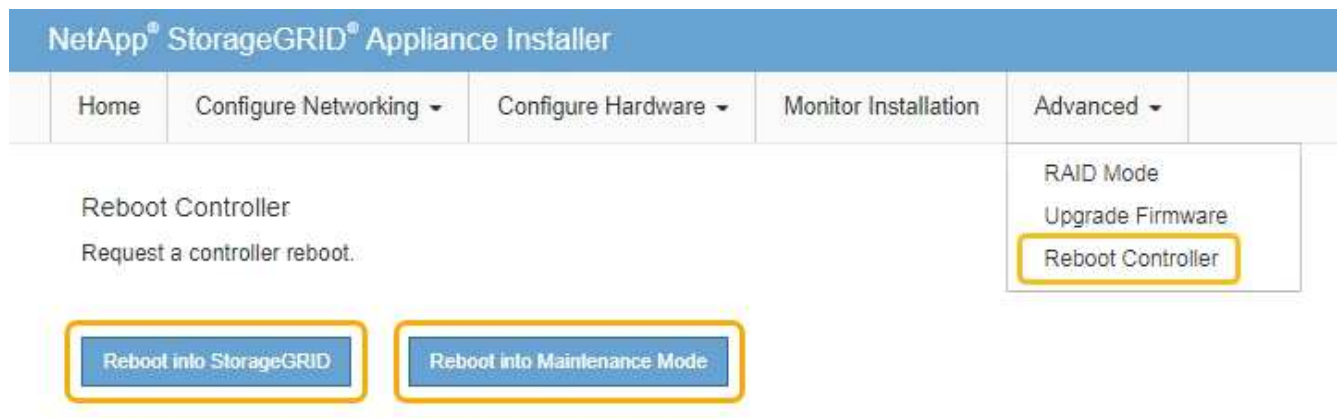 NetApp® StorageGRID® Appliance Installer
Home Configure Networking Configure Hardware Monitor Installation Advanced
RAID Mode
Upgrade Firmware
Reboot Controller
Reboot Controller
Request a controller reboot.
Reboot into StorageGRID Reboot into Maintenance Mode